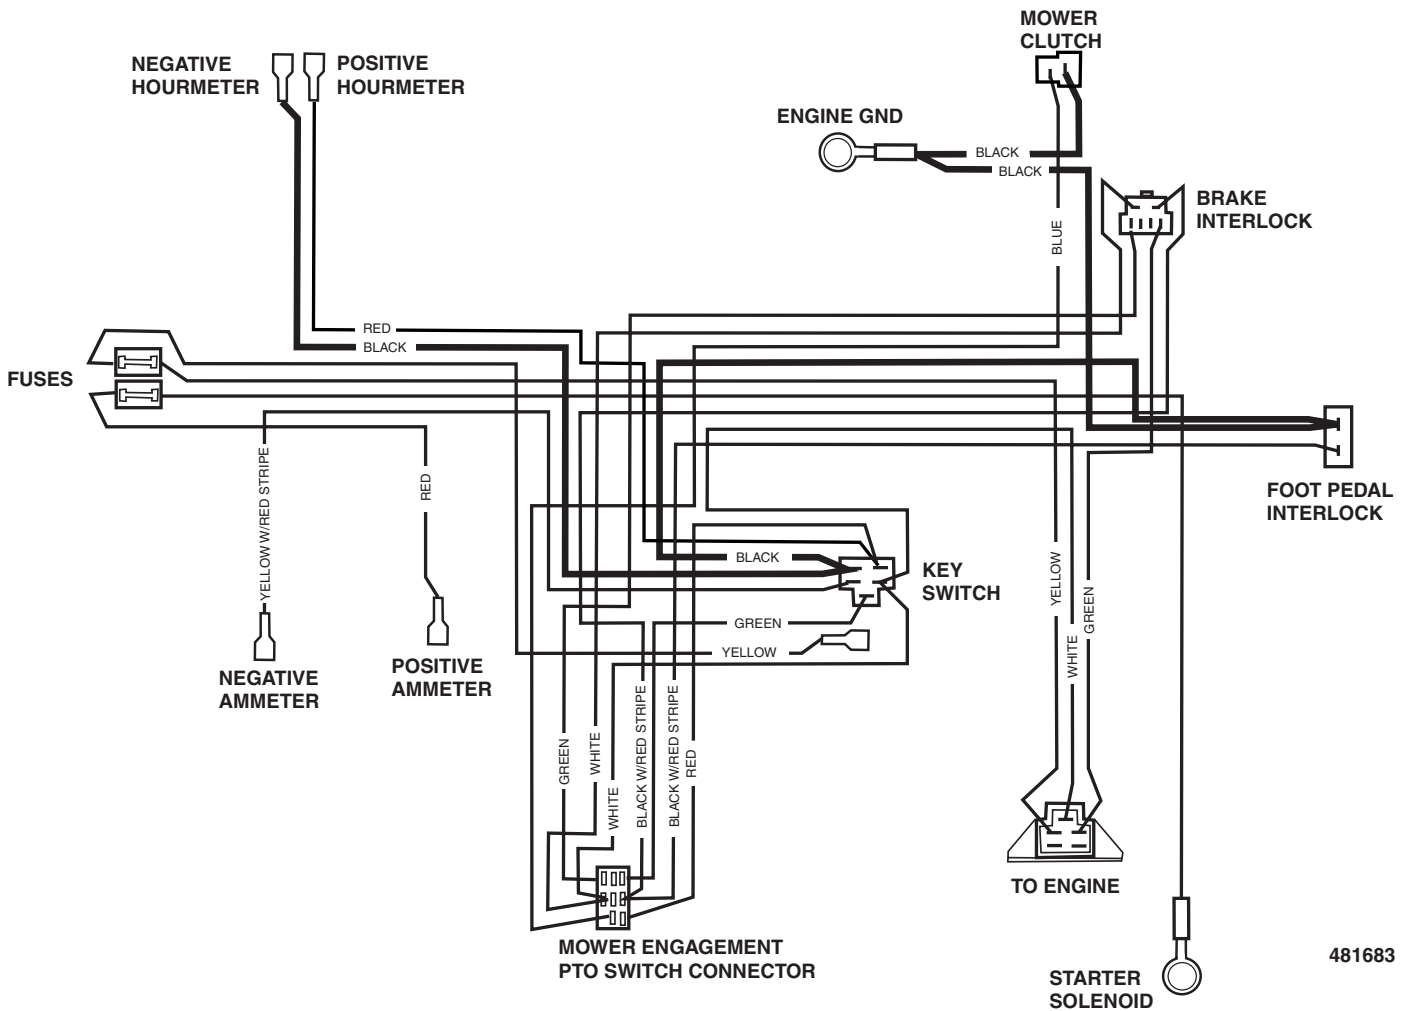 MOWER
CLUTCH
NEGATIVE
HOURMETER
POSITIVE
HOURMETER
ENGINE GND
BLACK
BLACK
BRAKE
INTERLOCK
BLUE
RED
BLACK
FUSES
YELLOW W/RED STRIPE
RED
FOOT PEDAL
INTERLOCK
BLACK
KEY
SWITCH
YELLOW
GREEN
WHITE
GREEN
YELLOW
NEGATIVE
AMMETER
POSITIVE
AMMETER
GREEN
WHITE
WHITE
BLACK W/RED STRIPE
BLACK W/RED STRIPE
RED
TO ENGINE
MOWER ENGAGEMENT
PTO SWITCH CONNECTOR
STARTER
SOLENOID
481683